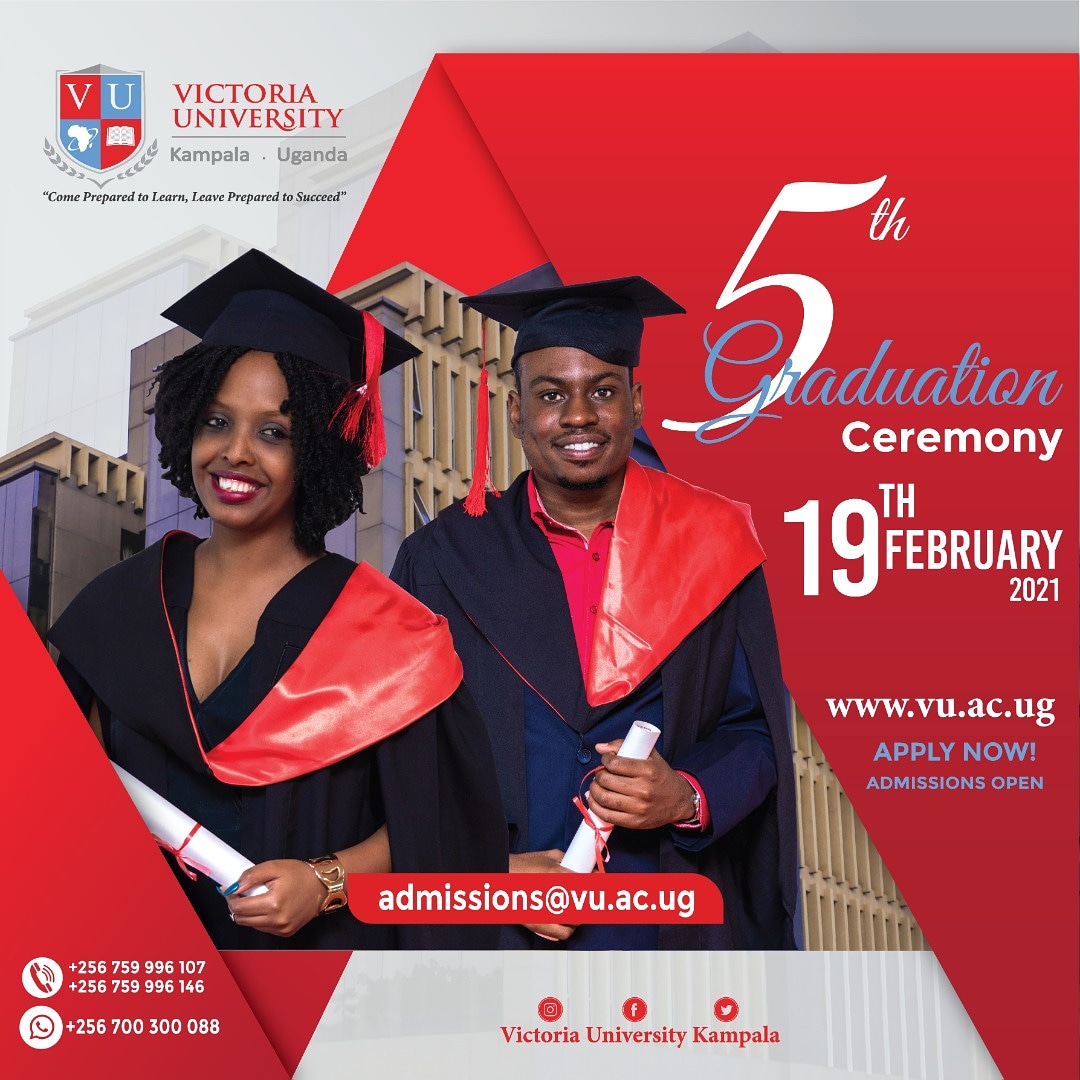 V U
VICTORIA
UNIVERSITY
Kampala . Uganda
“Come Prepared to Learn, Leave Prepared to Succeed”
5th
Graduation
Ceremony
19TH
FEBRUARY
2021
www.vu.ac.ug
APPLY NOW!
ADMISSIONS OPEN
admissions@vu.ac.ug
+256 759 996 107
+256 759 996 146
+256 700 300 088
Victoria University Kampala